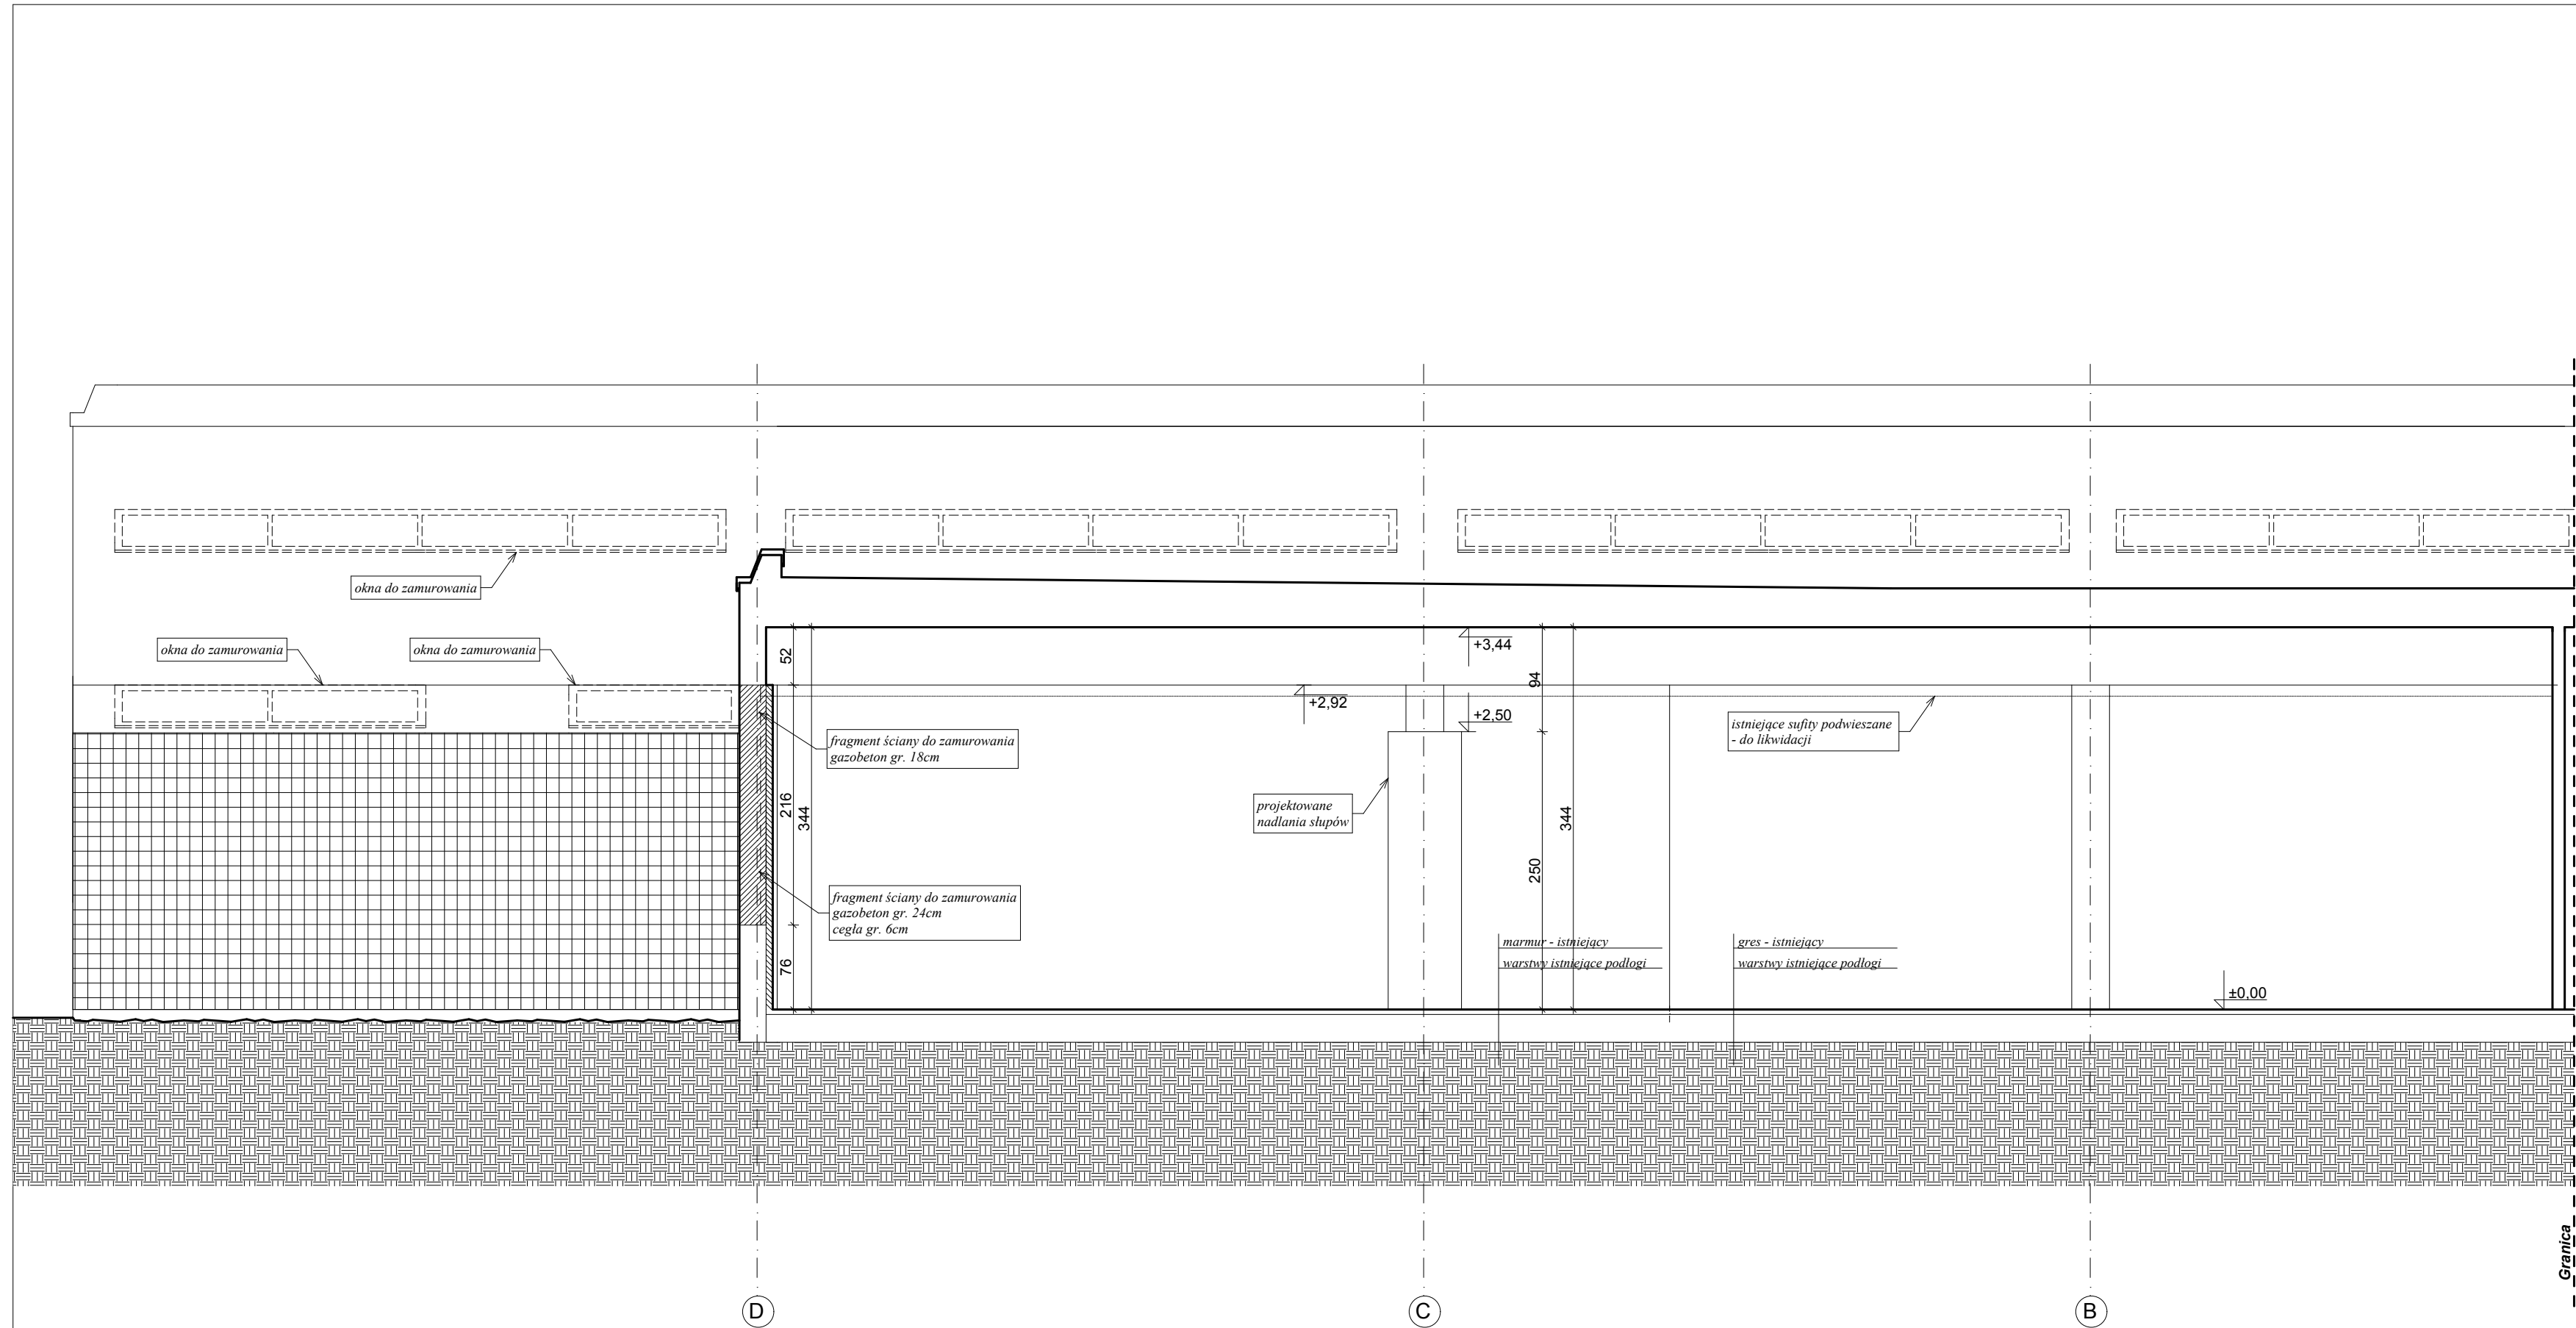 okna do zamurowania
okna do zamurowania
okna do zamurowania
52
216
344
76
fragment ściany do zamurowania
gazobeton gr. 18cm
fragment ściany do zamurowania
gazobeton gr. 24cm
cegła gr. 6cm
+3,44
+2,92
+2,50
94
250
344
projektowane
nadlania słupów
istniejące sufity podwieszane
- do likwidacji
marmur - istniejący
warstwy istniejące podłogi
gres - istniejący
warstwy istniejące podłogi
±0,00
Granica
D
C
B